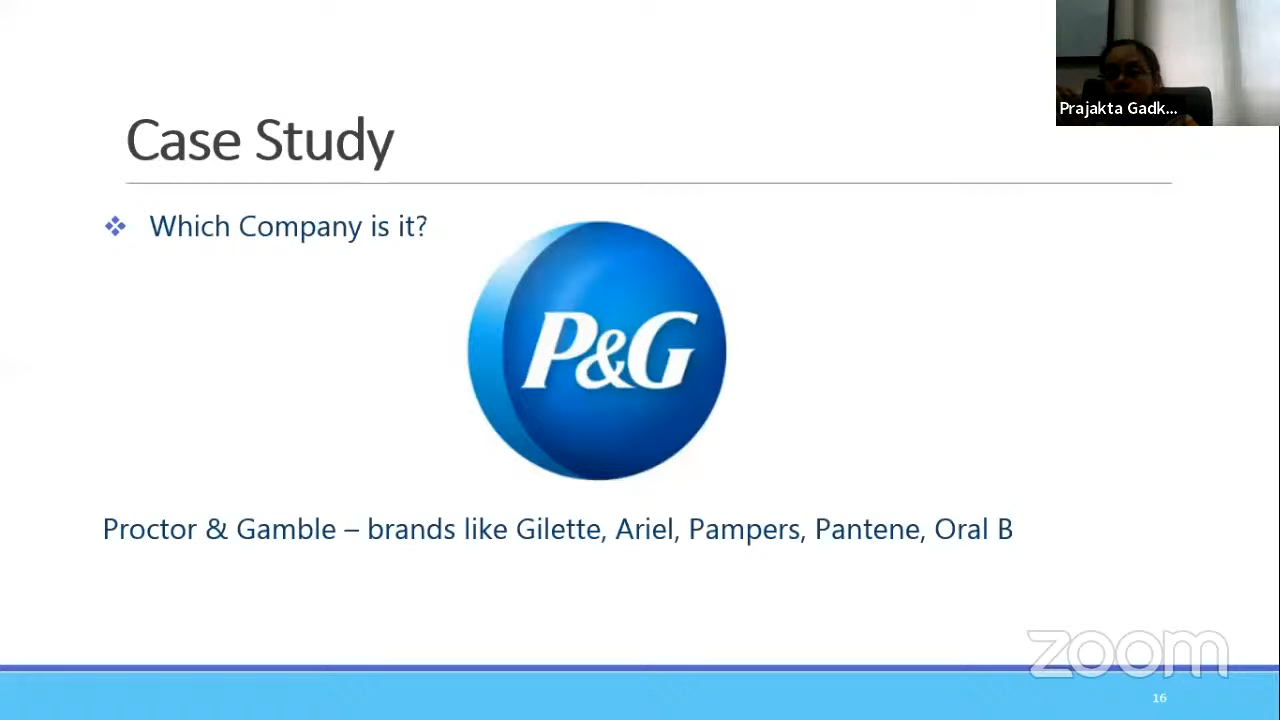 Prajakta Gadk...
Case Study
Which Company is it?
P&G
Proctor & Gamble – brands like Gilette, Ariel, Pampers, Pantene, Oral B
zoom
16